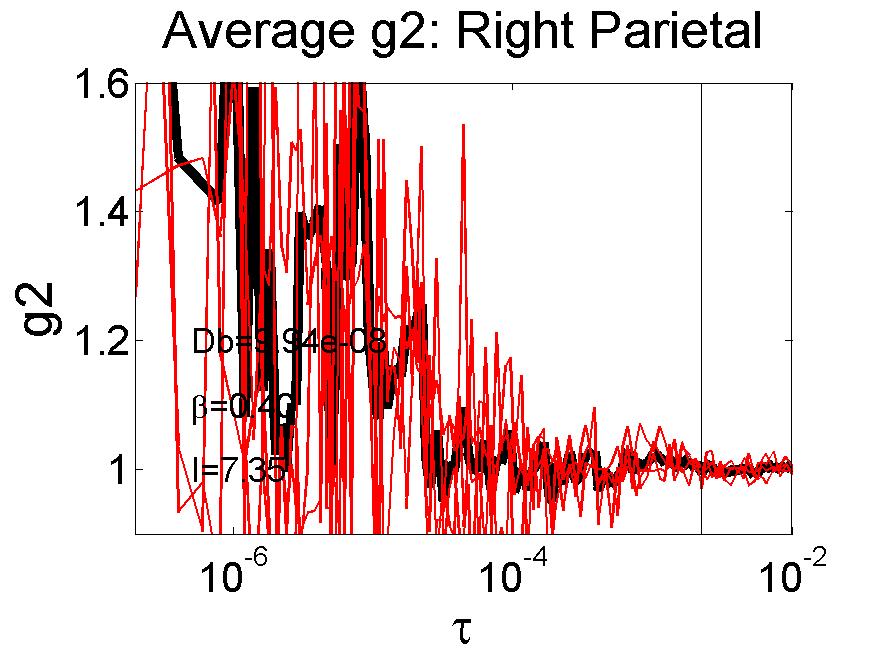 Average g2: Right Parietal
1.6
1.4
1.2
1
g2
Db=9.94e-08
β=0.40
I=7.35
10^-6
10^-4
10^-2
τ